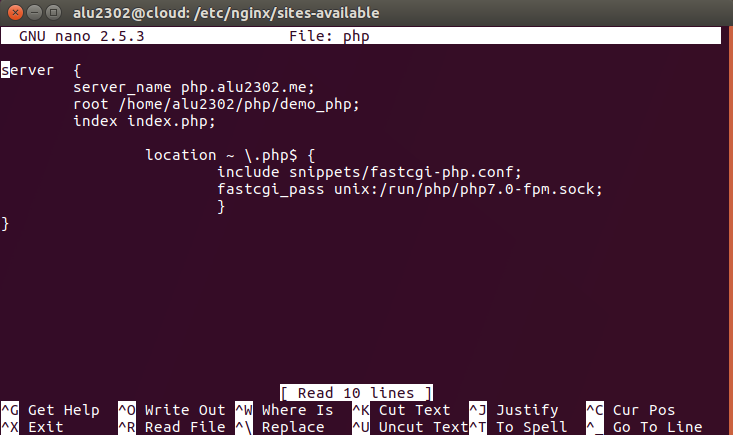 alu2302@cloud: /etc/nginx/sites-available
GNU nano 2.5.3 File: php
server {
server_name php.alu2302.me;
root /home/alu2302/php/demo_php;
index index.php;
location ~ \.php$ {
include snippets/fastcgi-php.conf;
fastcgi_pass unix:/run/php/php7.0-fpm.sock;
}
}
[ Read 10 lines ]
^G Get Help ^O Write Out ^W Where Is ^K Cut Text ^J Justify ^C Cur Pos
^X Exit ^R Read File ^\ Replace ^U Uncut Text ^T To Spell ^_ Go To Line